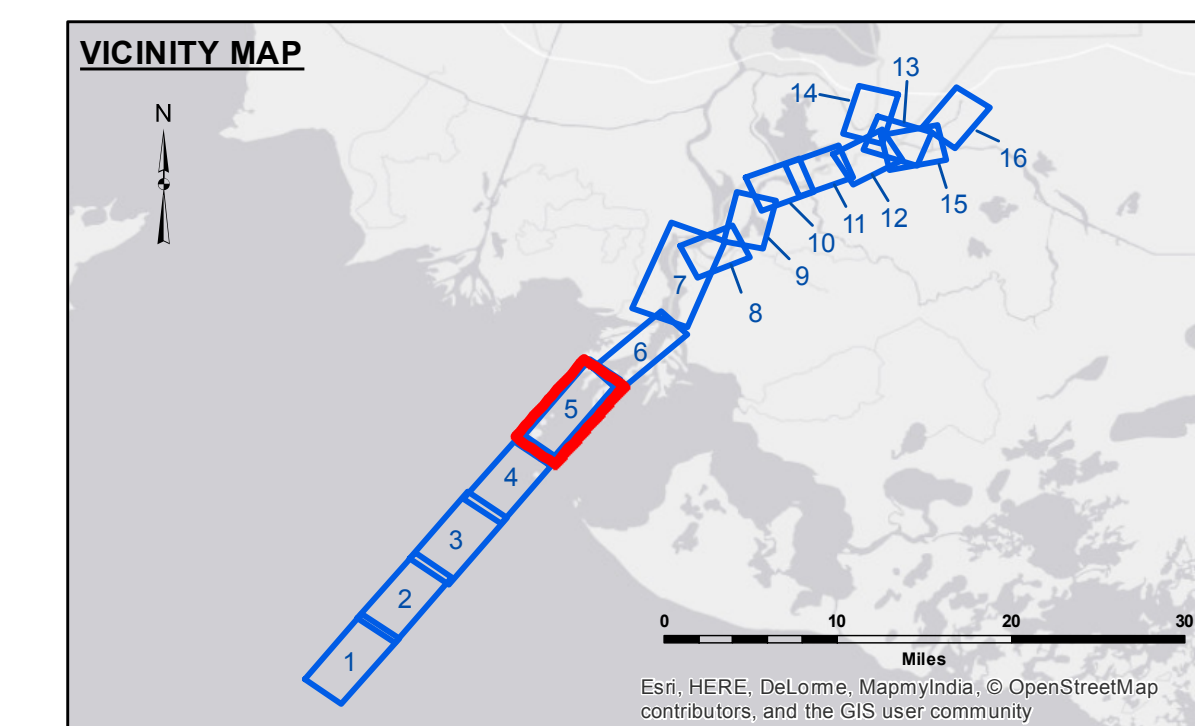 VICINITY MAP
N
13
14
16
15
12
11
10
9
8
7
6
5
4
3
2
1
0 10 20 30
Miles
Esri, HERE, DeLorme, MapmyIndia, © OpenStreetMap
contributors, and the GIS user community